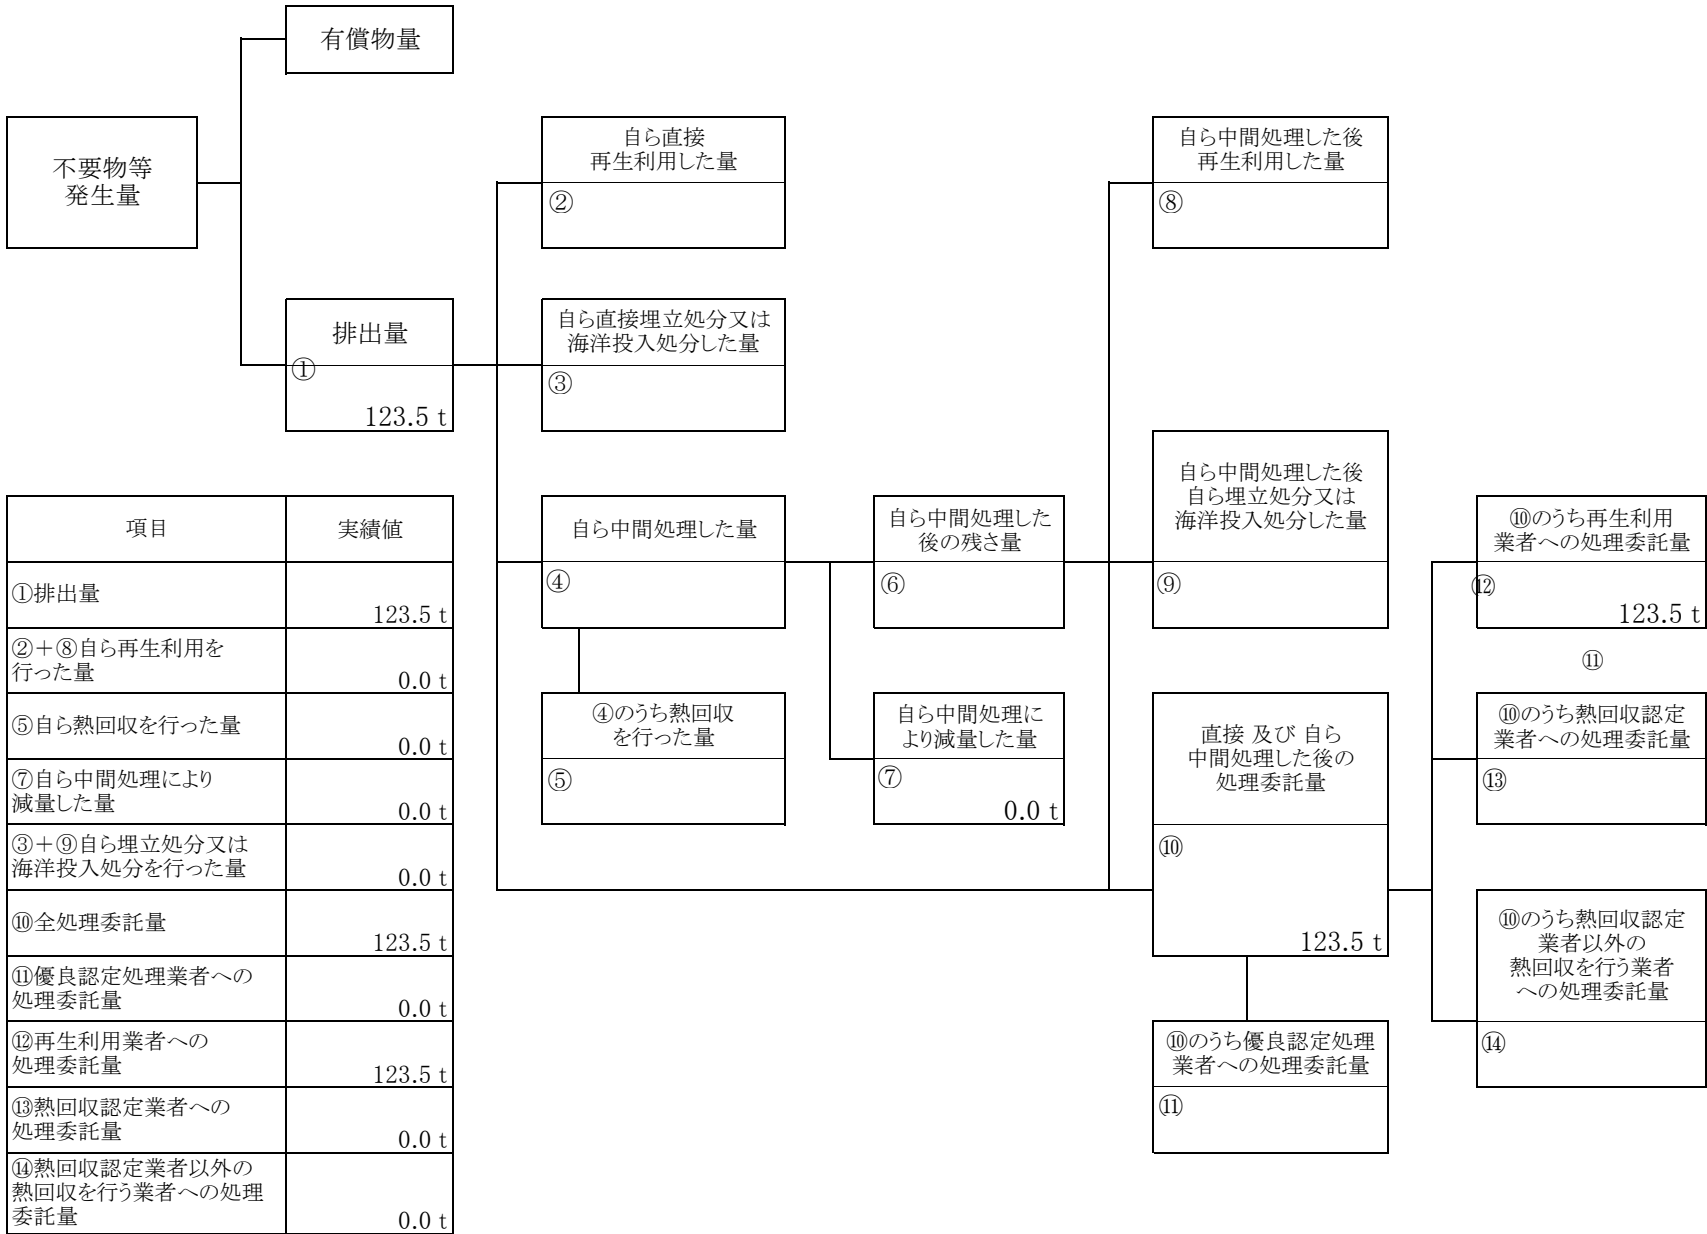 有償物量
不要物等
発生量
自ら直接
再生利用した量
②
自ら中間処理した後
再生利用した量
⑧
排出量
①
123.5 t
自ら直接埋立処分又は
海洋投入処分した量
③
項目
実績値
①排出量
123.5 t
②＋⑧自ら再生利用を
行った量
0.0 t
⑤自ら熱回収を行った量
0.0 t
⑦自ら中間処理により
減量した量
0.0 t
③＋⑨自ら埋立処分又は
海洋投入処分を行った量
0.0 t
⑩全処理委託量
123.5 t
⑪優良認定処理業者への
処理委託量
0.0 t
⑫再生利用業者への
処理委託量
123.5 t
⑬熱回収認定業者への
処理委託量
0.0 t
⑭熱回収認定業者以外の
熱回収を行う業者への処理
委託量
0.0 t
自ら中間処理した量
④
④のうち熱回収
を行った量
⑤
自ら中間処理した
後の残さ量
⑥
自ら中間処理に
より減量した量
⑦
0.0 t
自ら中間処理した後
自ら埋立処分又は
海洋投入処分した量
⑨
直接 及び 自ら
中間処理した後の
処理委託量
⑩
123.5 t
⑩のうち優良認定処理
業者への処理委託量
⑪
⑩のうち再生利用
業者への処理委託量
⑫
123.5 t
⑪
⑩のうち熱回収認定
業者への処理委託量
⑬
⑩のうち熱回収認定
業者以外の
熱回収を行う業者
への処理委託量
⑭